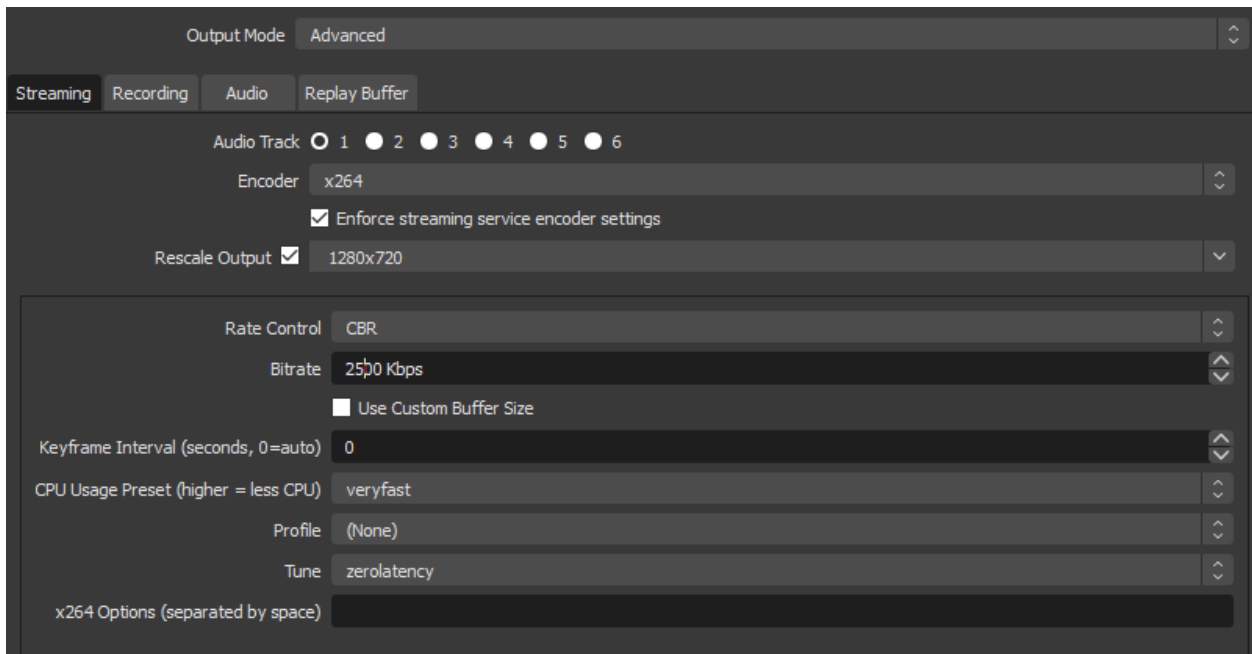 Output Mode Advanced
Streaming Recording Audio Replay Buffer
Audio Track 1 2 3 4 5 6
Encoder x264
Enforce streaming service encoder settings
Rescale Output 1280x720
Rate Control CBR
Bitrate 2500 Kbps
Use Custom Buffer Size
Keyframe Interval (seconds, 0=auto) 0
CPU Usage Preset (higher = less CPU) veryfast
Profile (None)
Tune zerolatency
x264 Options (separated by space)